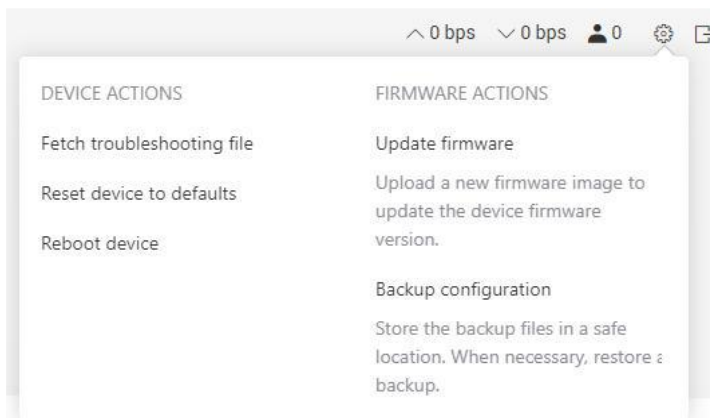 0 bps 0 bps 0
DEVICE ACTIONS
Fetch troubleshooting file
Reset device to defaults
Reboot device
FIRMWARE ACTIONS
Update firmware
Upload a new firmware image to
update the device firmware
version.
Backup configuration
Store the backup files in a safe
location. When necessary, restore
backup.